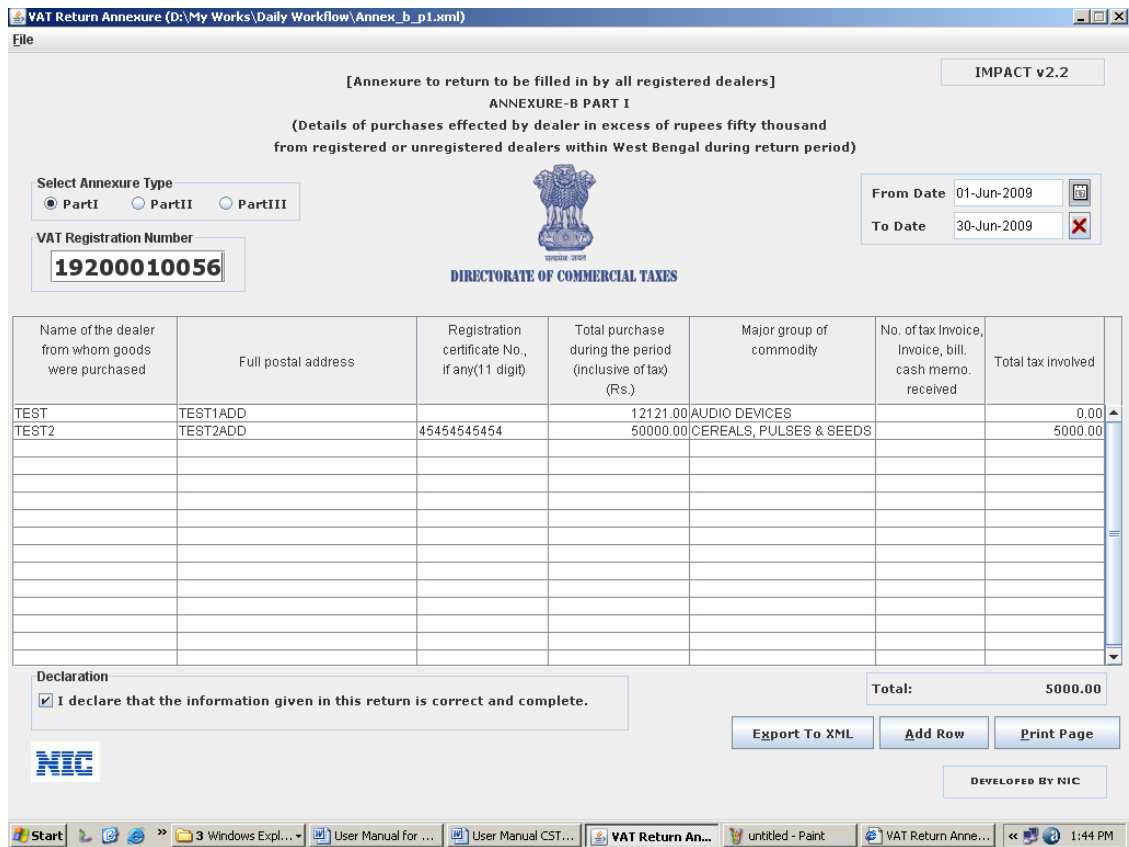 VAT Return Annexure (D:\My Works\Daily Workflow\Annex_b_p1.xml)
File
IMPACT v2.2
[Annexure to return to be filled in by all registered dealers]
ANNEXURE-B PART I
(Details of purchases effected by dealer in excess of rupees fifty thousand
from registered or unregistered dealers within West Bengal during return period)
Select Annexure Type
PartI PartII PartIII
VAT Registration Number
19200010056
सत्यमेव जयते
DIRECTORATE OF COMMERCIAL TAXES
From Date 01-Jun-2009
To Date 30-Jun-2009
Name of the dealer
from whom goods
were purchased
Full postal address
Registration
certificate No.,
if any(11 digit)
Total purchase
during the period
(inclusive of tax)
(Rs.)
Major group of
commodity
No. of tax Invoice,
Invoice, bill.
cash memo.
received
Total tax involved
TEST TEST1ADD 12121.00 AUDIO DEVICES 0.00
TEST2 TEST2ADD 45454545454 50000.00 CEREALS, PULSES & SEEDS 5000.00
Declaration
I declare that the information given in this return is correct and complete.
Total: 5000.00
Export To XML Add Row Print Page
NIC
DEVELOPED BY NIC
Start » 3 Windows Expl... User Manual for ... User Manual CST... VAT Return An... untitled - Paint VAT Return Anne... « 1:44 PM